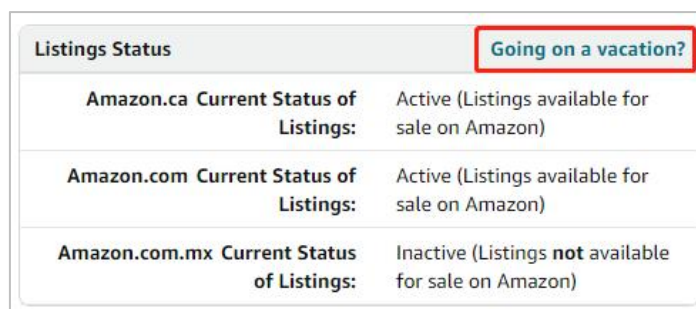 Listings Status Going on a vacation?
Amazon.ca Current Status of Active (Listings available for
Listings: sale on Amazon)
Amazon.com Current Status of Active (Listings available for
Listings: sale on Amazon)
Amazon.com.mx Current Status Inactive (Listings not available
of Listings: for sale on Amazon)